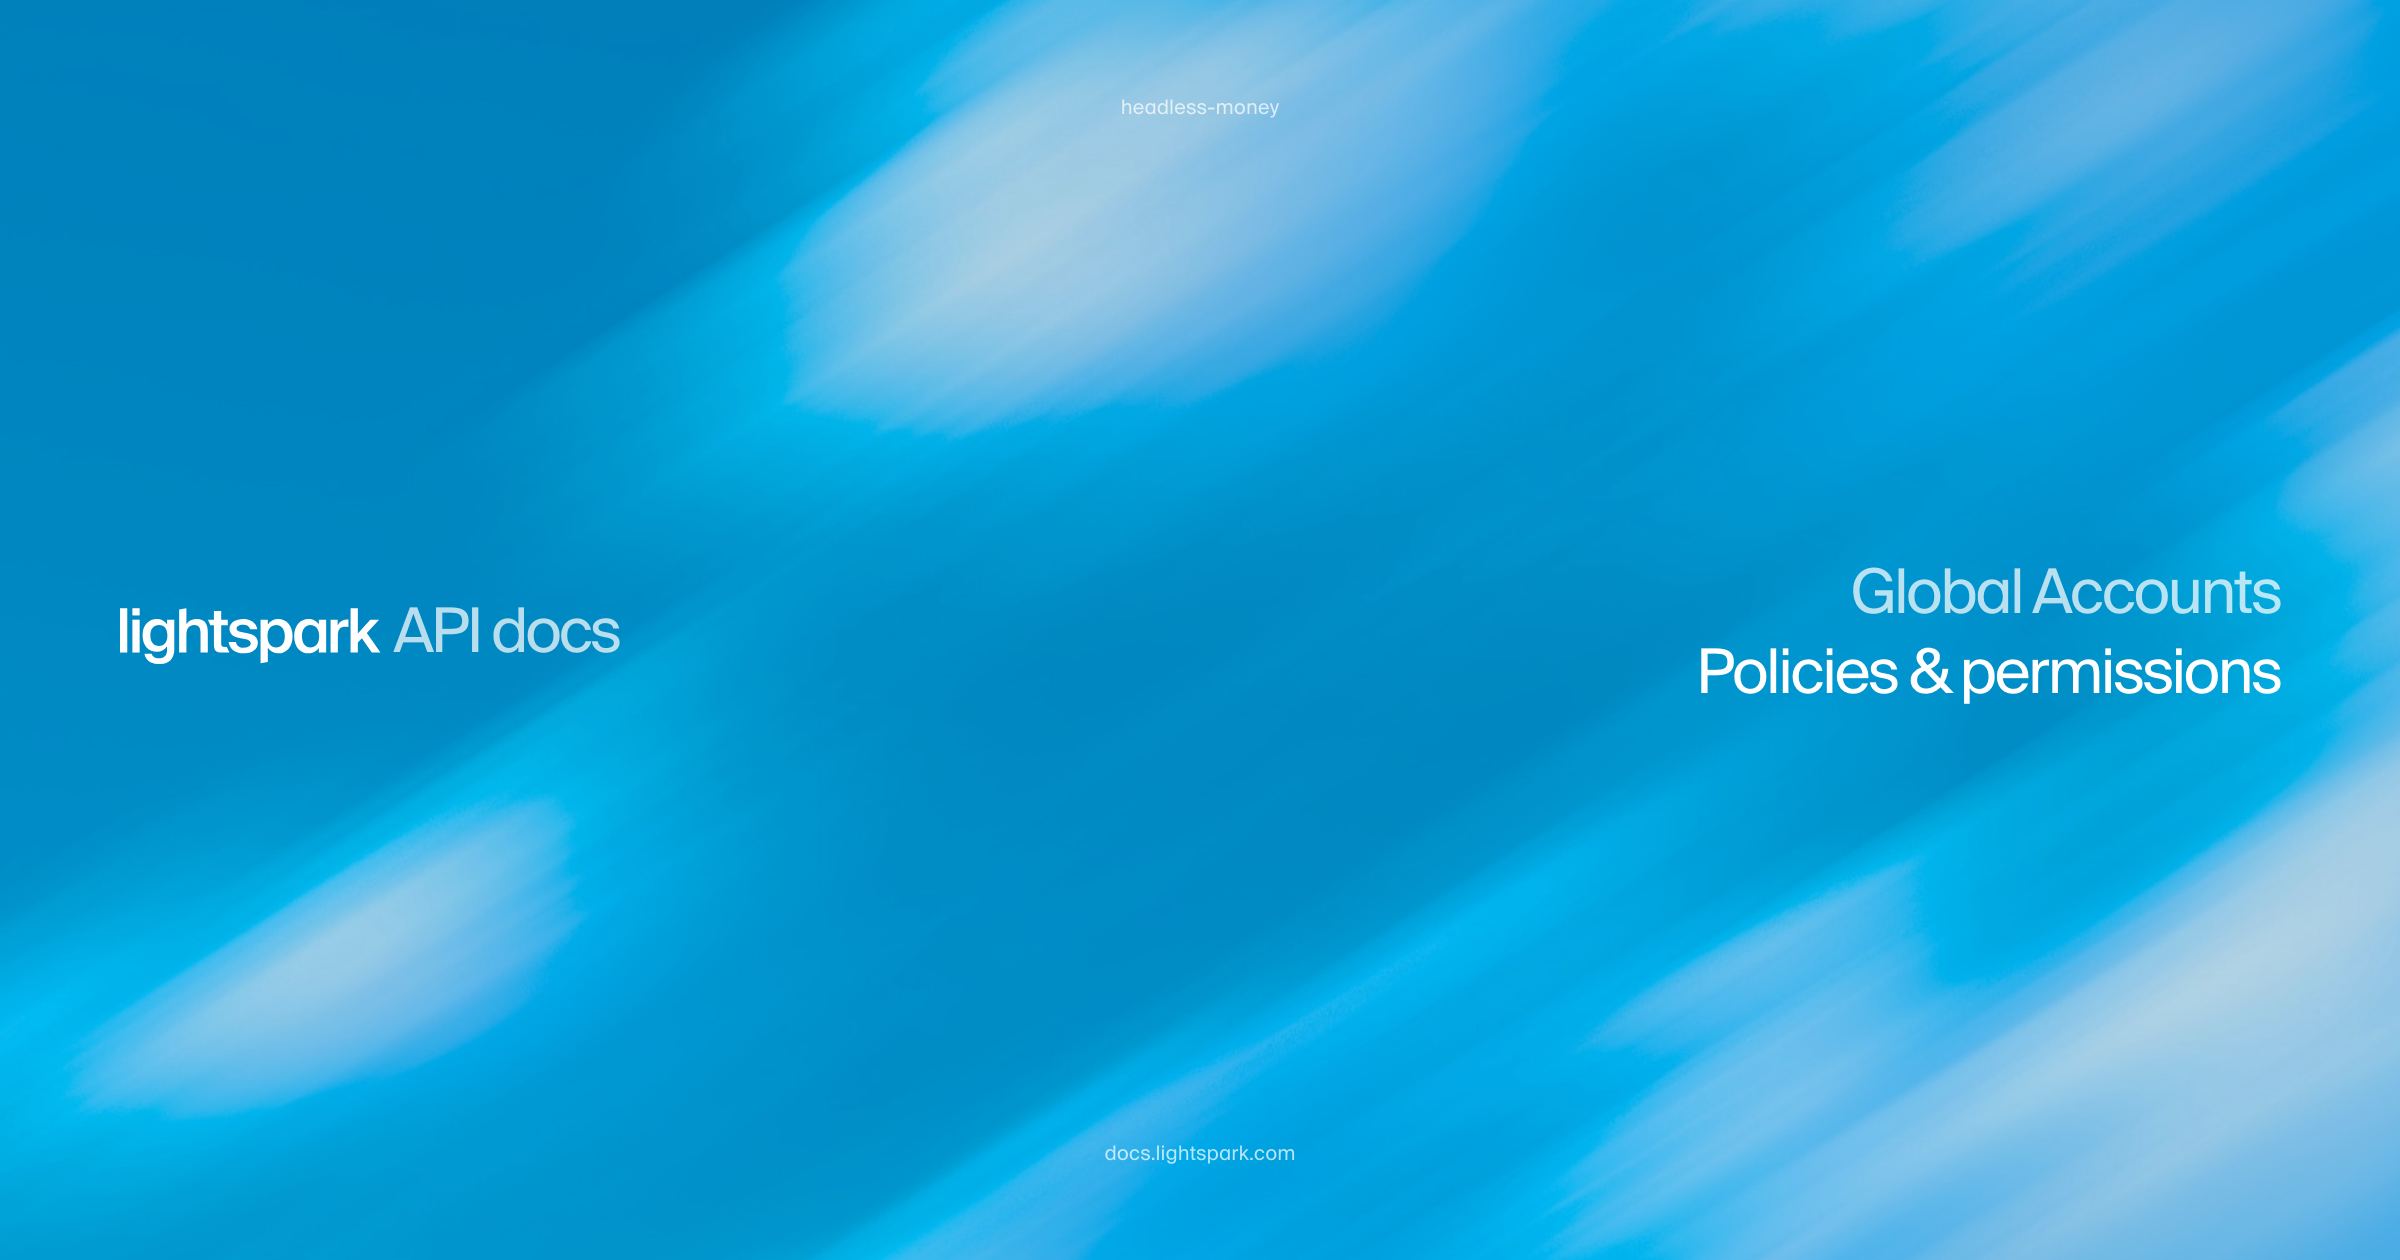 headless-money
lightspark API docs
Global Accounts
Policies & permissions
docs.lightspark.com